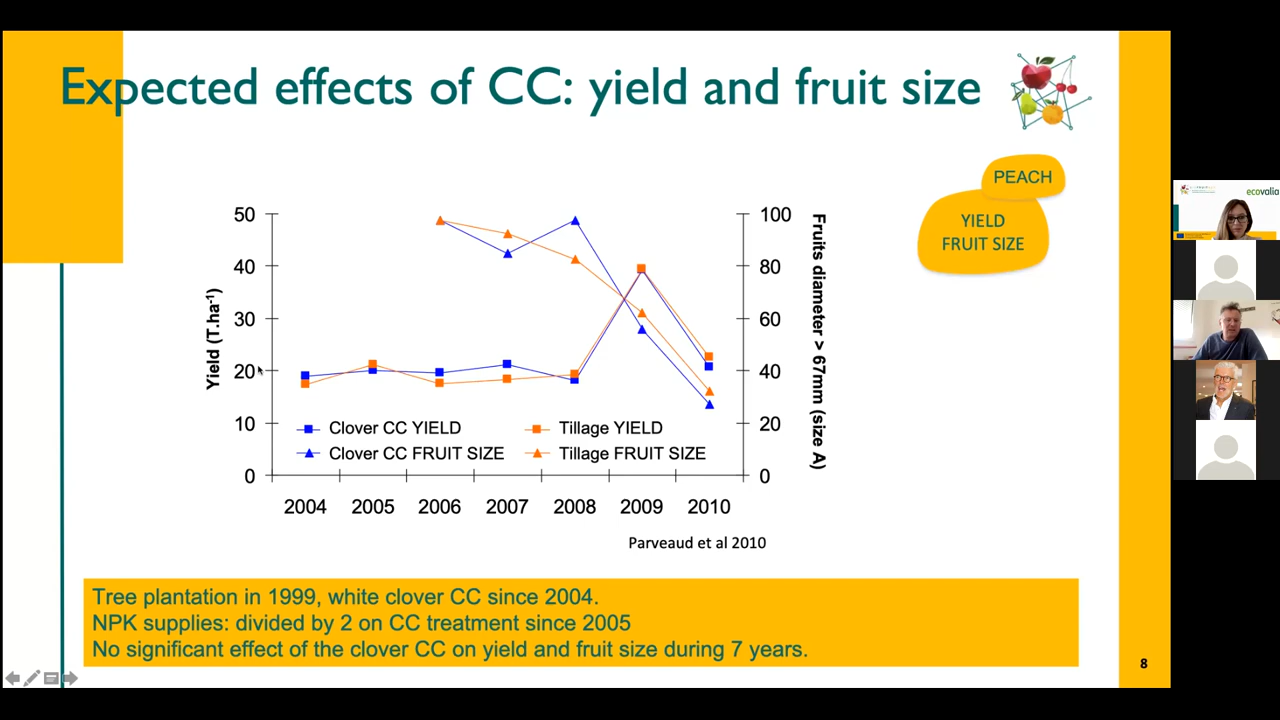 Expected effects of CC: yield and fruit size
PEACH
YIELD
FRUIT SIZE
ecovalia
50
40
30
20
10
0
Yield (T.ha-1)
100
80
60
40
20
0
Fruits diameter > 67mm (size A)
Clover CC YIELD
Tillage YIELD
Clover CC FRUIT SIZE
Tillage FRUIT SIZE
2004 2005 2006 2007 2008 2009 2010
Parveaud et al 2010
Tree plantation in 1999, white clover CC since 2004.
NPK supplies: divided by 2 on CC treatment since 2005
No significant effect of the clover CC on yield and fruit size during 7 years.
8